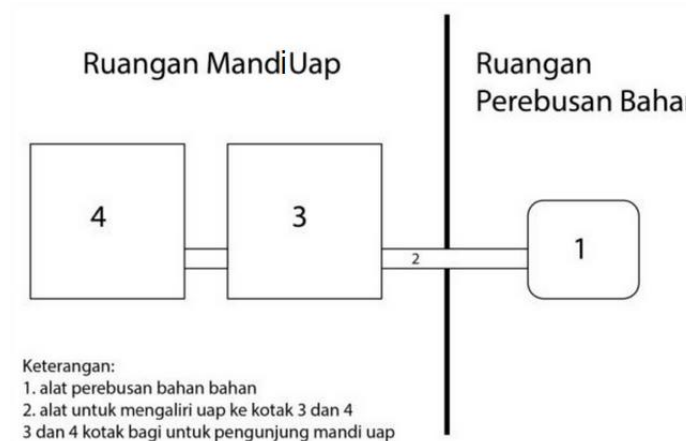 Ruangan MandiUap
Ruangan
Perebusan Bahan
4
3
2
1
Keterangan:
1. alat perebusan bahan bahan
2. alat untuk mengaliri uap ke kotak 3 dan 4
3 dan 4 kotak bagi untuk pengunjung mandi uap